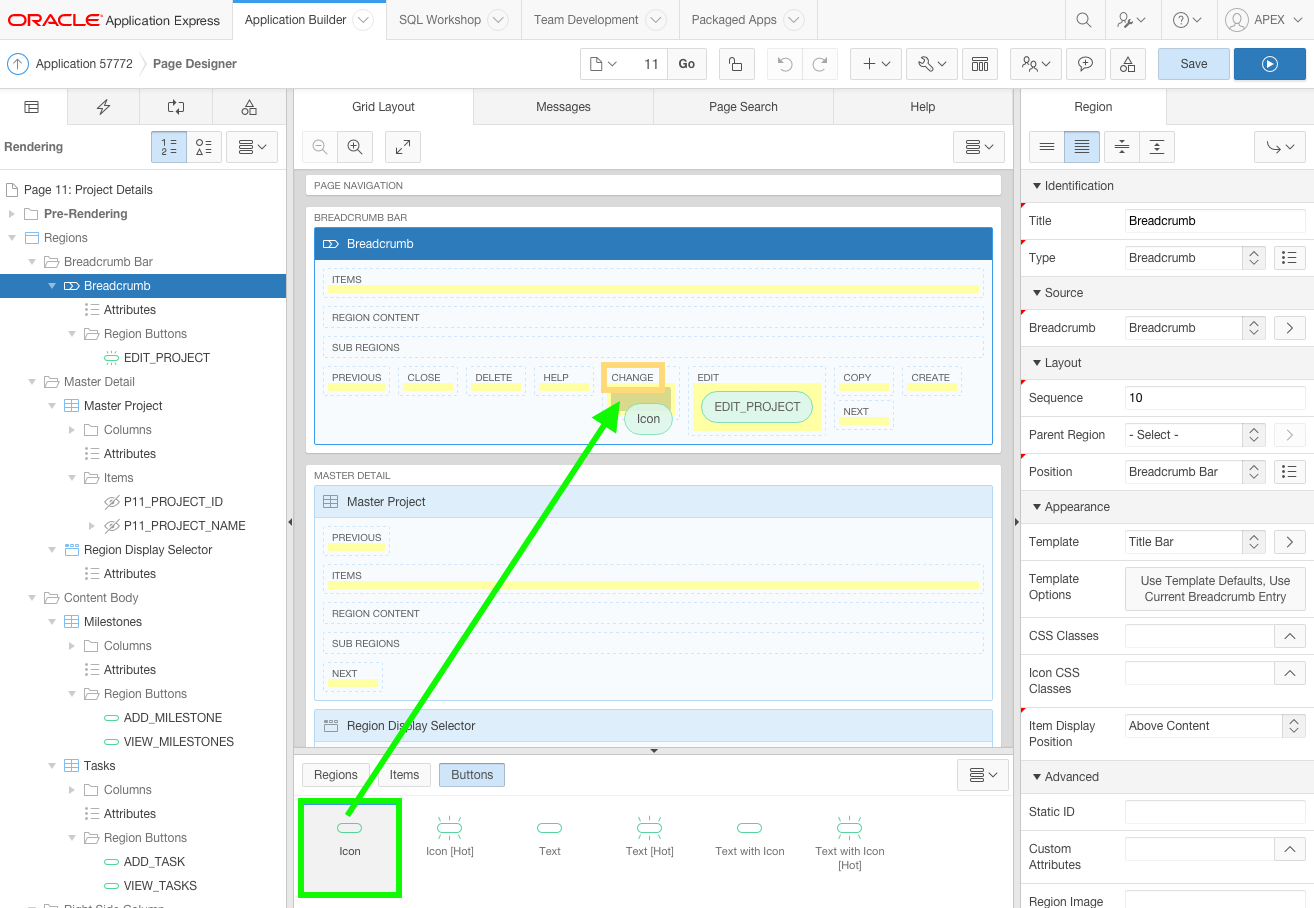 ORACLE Application Express
Application Builder
SQL Workshop
Team Development
Packaged Apps
APEX
Application 57772
Page Designer
11
Go
Save
Rendering
Page 11: Project Details
Pre-Rendering
Regions
Breadcrumb Bar
Breadcrumb
Attributes
Region Buttons
EDIT_PROJECT
Master Detail
Master Project
Columns
Attributes
Items
P11_PROJECT_ID
P11_PROJECT_NAME
Region Display Selector
Attributes
Content Body
Milestones
Columns
Attributes
Region Buttons
ADD_MILESTONE
VIEW_MILESTONES
Tasks
Columns
Attributes
Region Buttons
ADD_TASK
VIEW_TASKS
Right Side Column
Grid Layout
Messages
Page Search
Help
PAGE NAVIGATION
BREADCRUMB BAR
Breadcrumb
ITEMS
REGION CONTENT
SUB REGIONS
PREVIOUS
CLOSE
DELETE
HELP
CHANGE
EDIT
COPY
CREATE
Icon
EDIT_PROJECT
NEXT
MASTER DETAIL
Master Project
PREVIOUS
ITEMS
REGION CONTENT
SUB REGIONS
NEXT
Region Display Selector
Regions
Items
Buttons
Icon
Icon [Hot]
Text
Text [Hot]
Text with Icon
Text with Icon
[Hot]
Region
Identification
Title
Breadcrumb
Type
Breadcrumb
Source
Breadcrumb
Breadcrumb
Layout
Sequence
10
Parent Region
- Select -
Position
Breadcrumb Bar
Appearance
Template
Title Bar
Template
Options
Use Template Defaults, Use
Current Breadcrumb Entry
CSS Classes
Icon CSS
Classes
Item Display
Position
Above Content
Advanced
Static ID
Custom
Attributes
Region Image